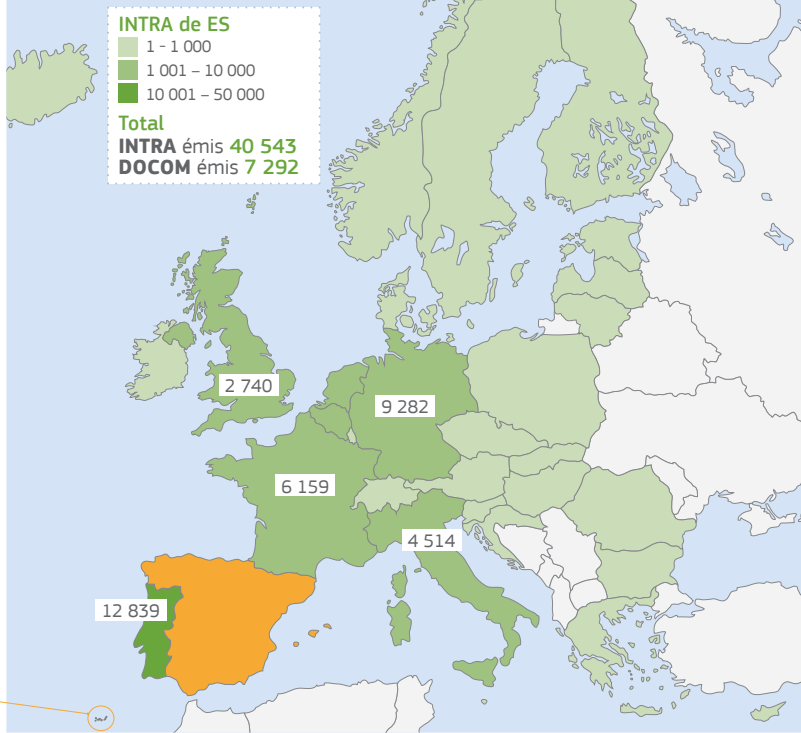 INTRA de ES
1 - 1 000
1 001 – 10 000
10 001 – 50 000
Total
INTRA émis 40 543
DOCOM émis 7 292
2 740
9 282
6 159
4 514
12 839